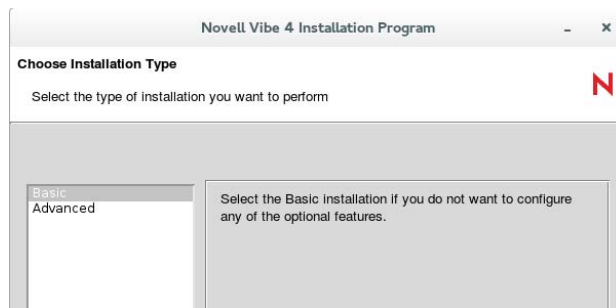 Novell Vibe 4 Installation Program
Choose Installation Type
Select the type of installation you want to perform
N
Basic
Advanced
Select the Basic installation if you do not want to configure
any of the optional features.